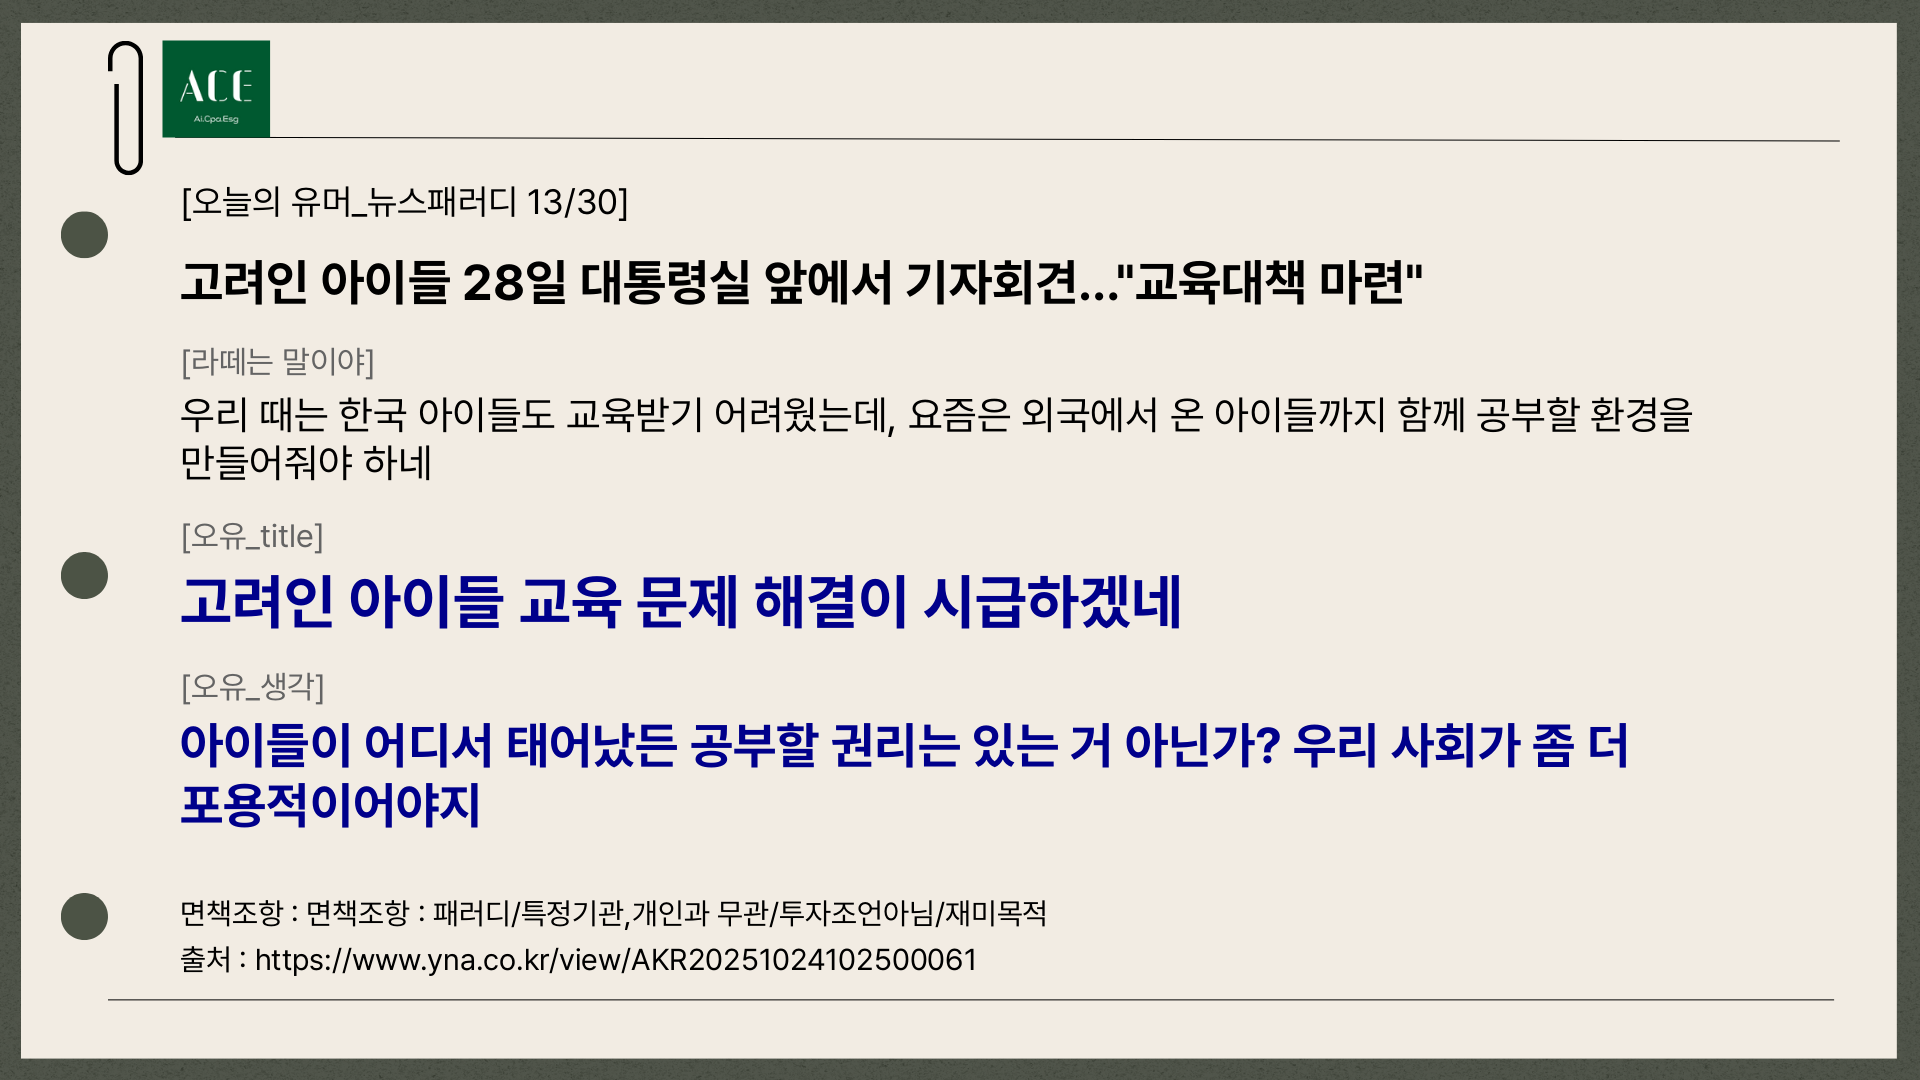 ACE
Ai.Cpa.Esg
[오늘의 유머_뉴스패러디 13/30]
고려인 아이들 28일 대통령실 앞에서 기자회견..."교육대책 마련"
[라떼는 말이야]
우리 때는 한국 아이들도 교육받기 어려웠는데, 요즘은 외국에서 온 아이들까지 함께 공부할 환경을
만들어줘야 하네
[오유_title]
고려인 아이들 교육 문제 해결이 시급하겠네
[오유_생각]
아이들이 어디서 태어났든 공부할 권리는 있는 거 아닌가? 우리 사회가 좀 더
포용적이어야지
면책조항 : 면책조항 : 패러디/특정기관,개인과 무관/투자조언아님/재미목적
출처 : https://www.yna.co.kr/view/AKR20251024102500061